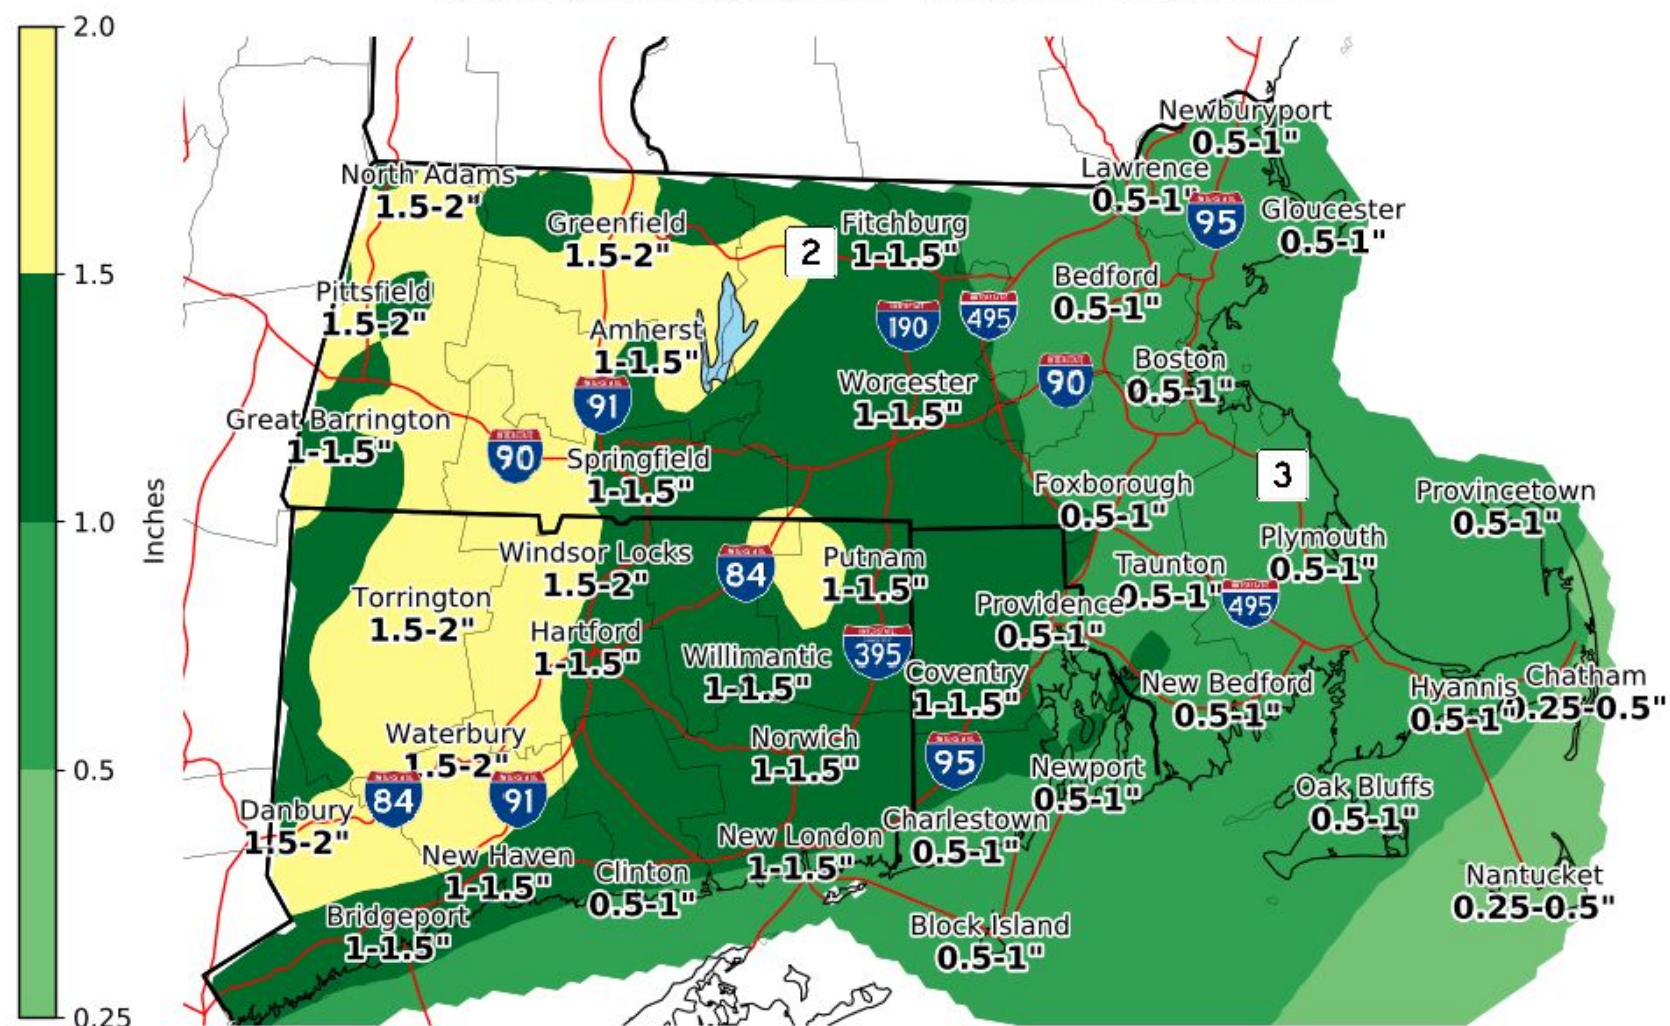 2.0
1.5
1.0
0.5
0.25
Inches
Newburyport
0.5-1"
Lawrence
0.5-1"
95
Gloucester
0.5-1"
North Adams
1.5-2"
Greenfield
1.5-2"
2
Fitchburg
1-1.5"
Bedford
0.5-1"
Pittsfield
1.5-2"
190
495
Amherst
1-1.5"
Boston
0.5-1"
Worcester
1-1.5"
90
91
Great Barrington
1-1.5"
90
Springfield
1-1.5"
3
Foxborough
0.5-1"
Provincetown
0.5-1"
Windsor Locks
1.5-2"
84
Putnam
1-1.5"
Plymouth
0.5-1"
Taunton
0.5-1"
495
Torrington
1.5-2"
Providence
0.5-1"
Hartford
1-1.5"
Willimantic
1-1.5"
395
Coventry
1-1.5"
New Bedford
0.5-1"
Hyannis
0.5-1"
Chatham
0.25-0.5"
Waterbury
1.5-2"
Norwich
1-1.5"
95
Newport
0.5-1"
Oak Bluffs
0.5-1"
84
91
Danbury
1.5-2"
New Haven
1-1.5"
Clinton
0.5-1"
New London
1-1.5"
Charlestown
0.5-1"
Nantucket
0.25-0.5"
Bridgeport
1-1.5"
Block Island
0.5-1"